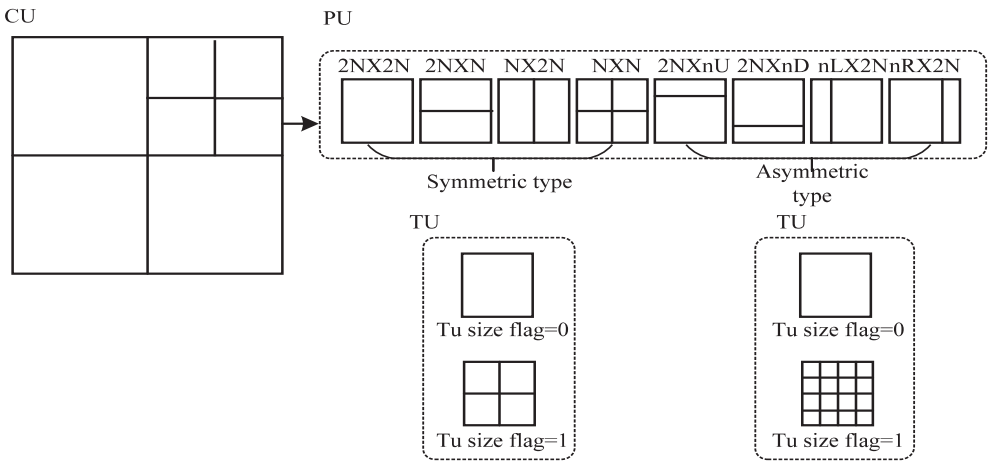 CU
PU
2NX2N 2NXN NX2N NXN 2NXnU 2NXnD nLX2N nRX2N
Symmetric type
Asymmetric
type
TU
TU
Tu size flag=0
Tu size flag=0
Tu size flag=1
Tu size flag=1